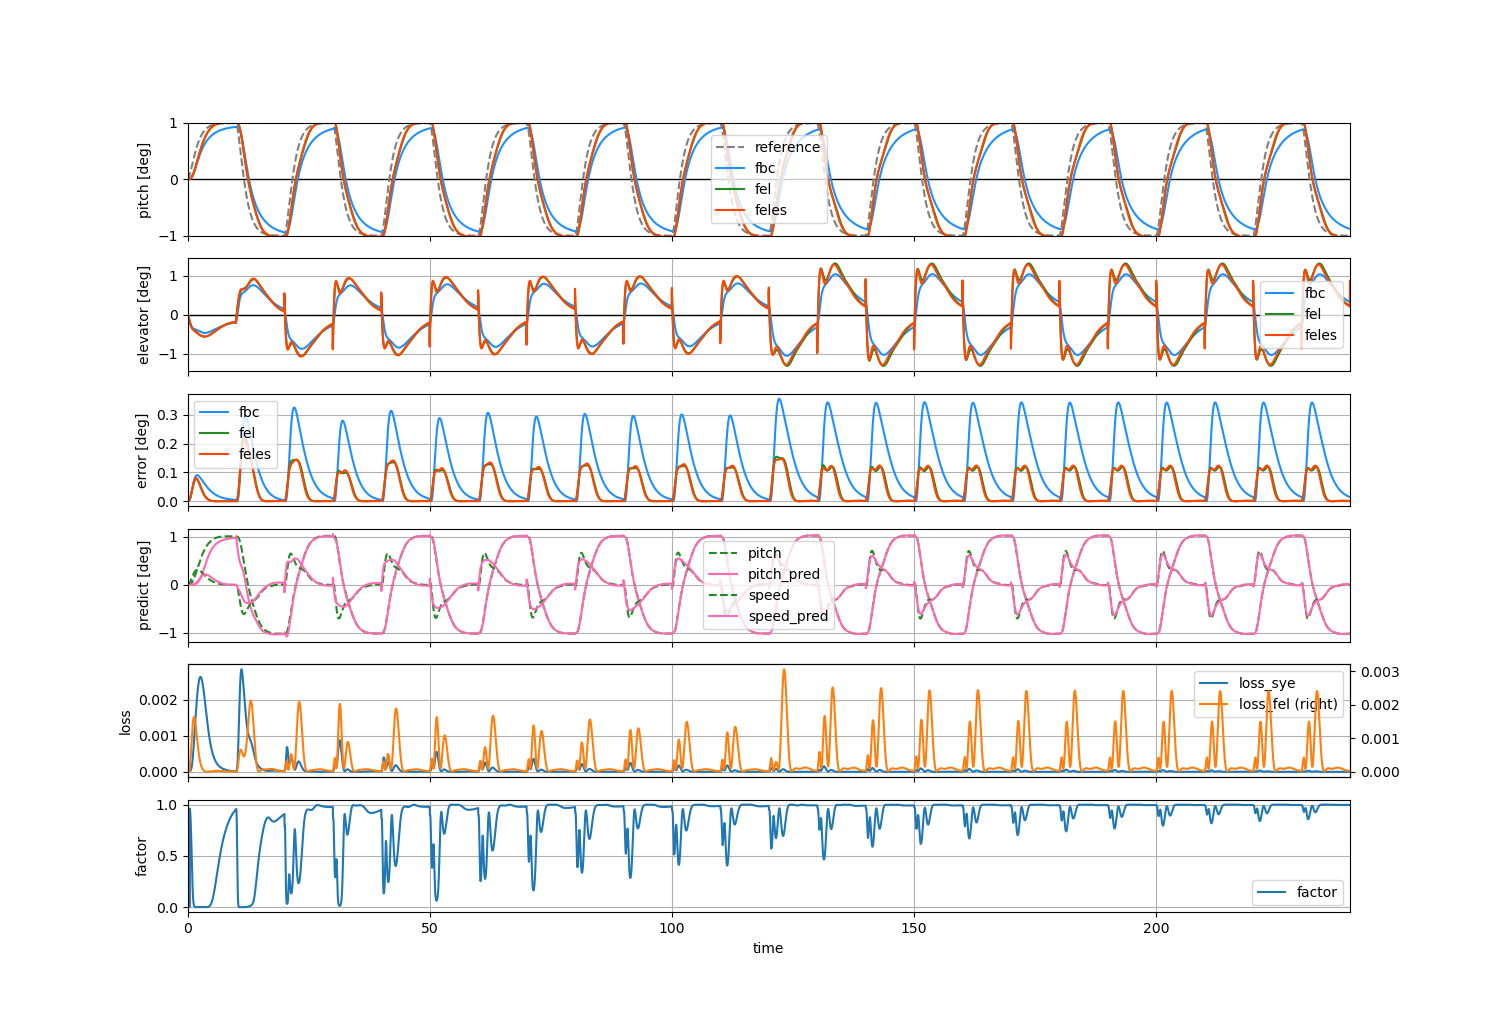 pitch [deg]
1
0
−1
reference
fbc
fel
feles
elevator [deg]
1
0
−1
fbc
fel
feles
error [deg]
0.3
0.2
0.1
0.0
fbc
fel
feles
predict [deg]
1
0
−1
pitch
pitch_pred
speed
speed_pred
loss
0.002
0.001
0.000
loss_sye
loss_fel (right)
0.003
0.002
0.001
0.000
factor
1.0
0.5
0.0
factor
0 50 100 150 200
time